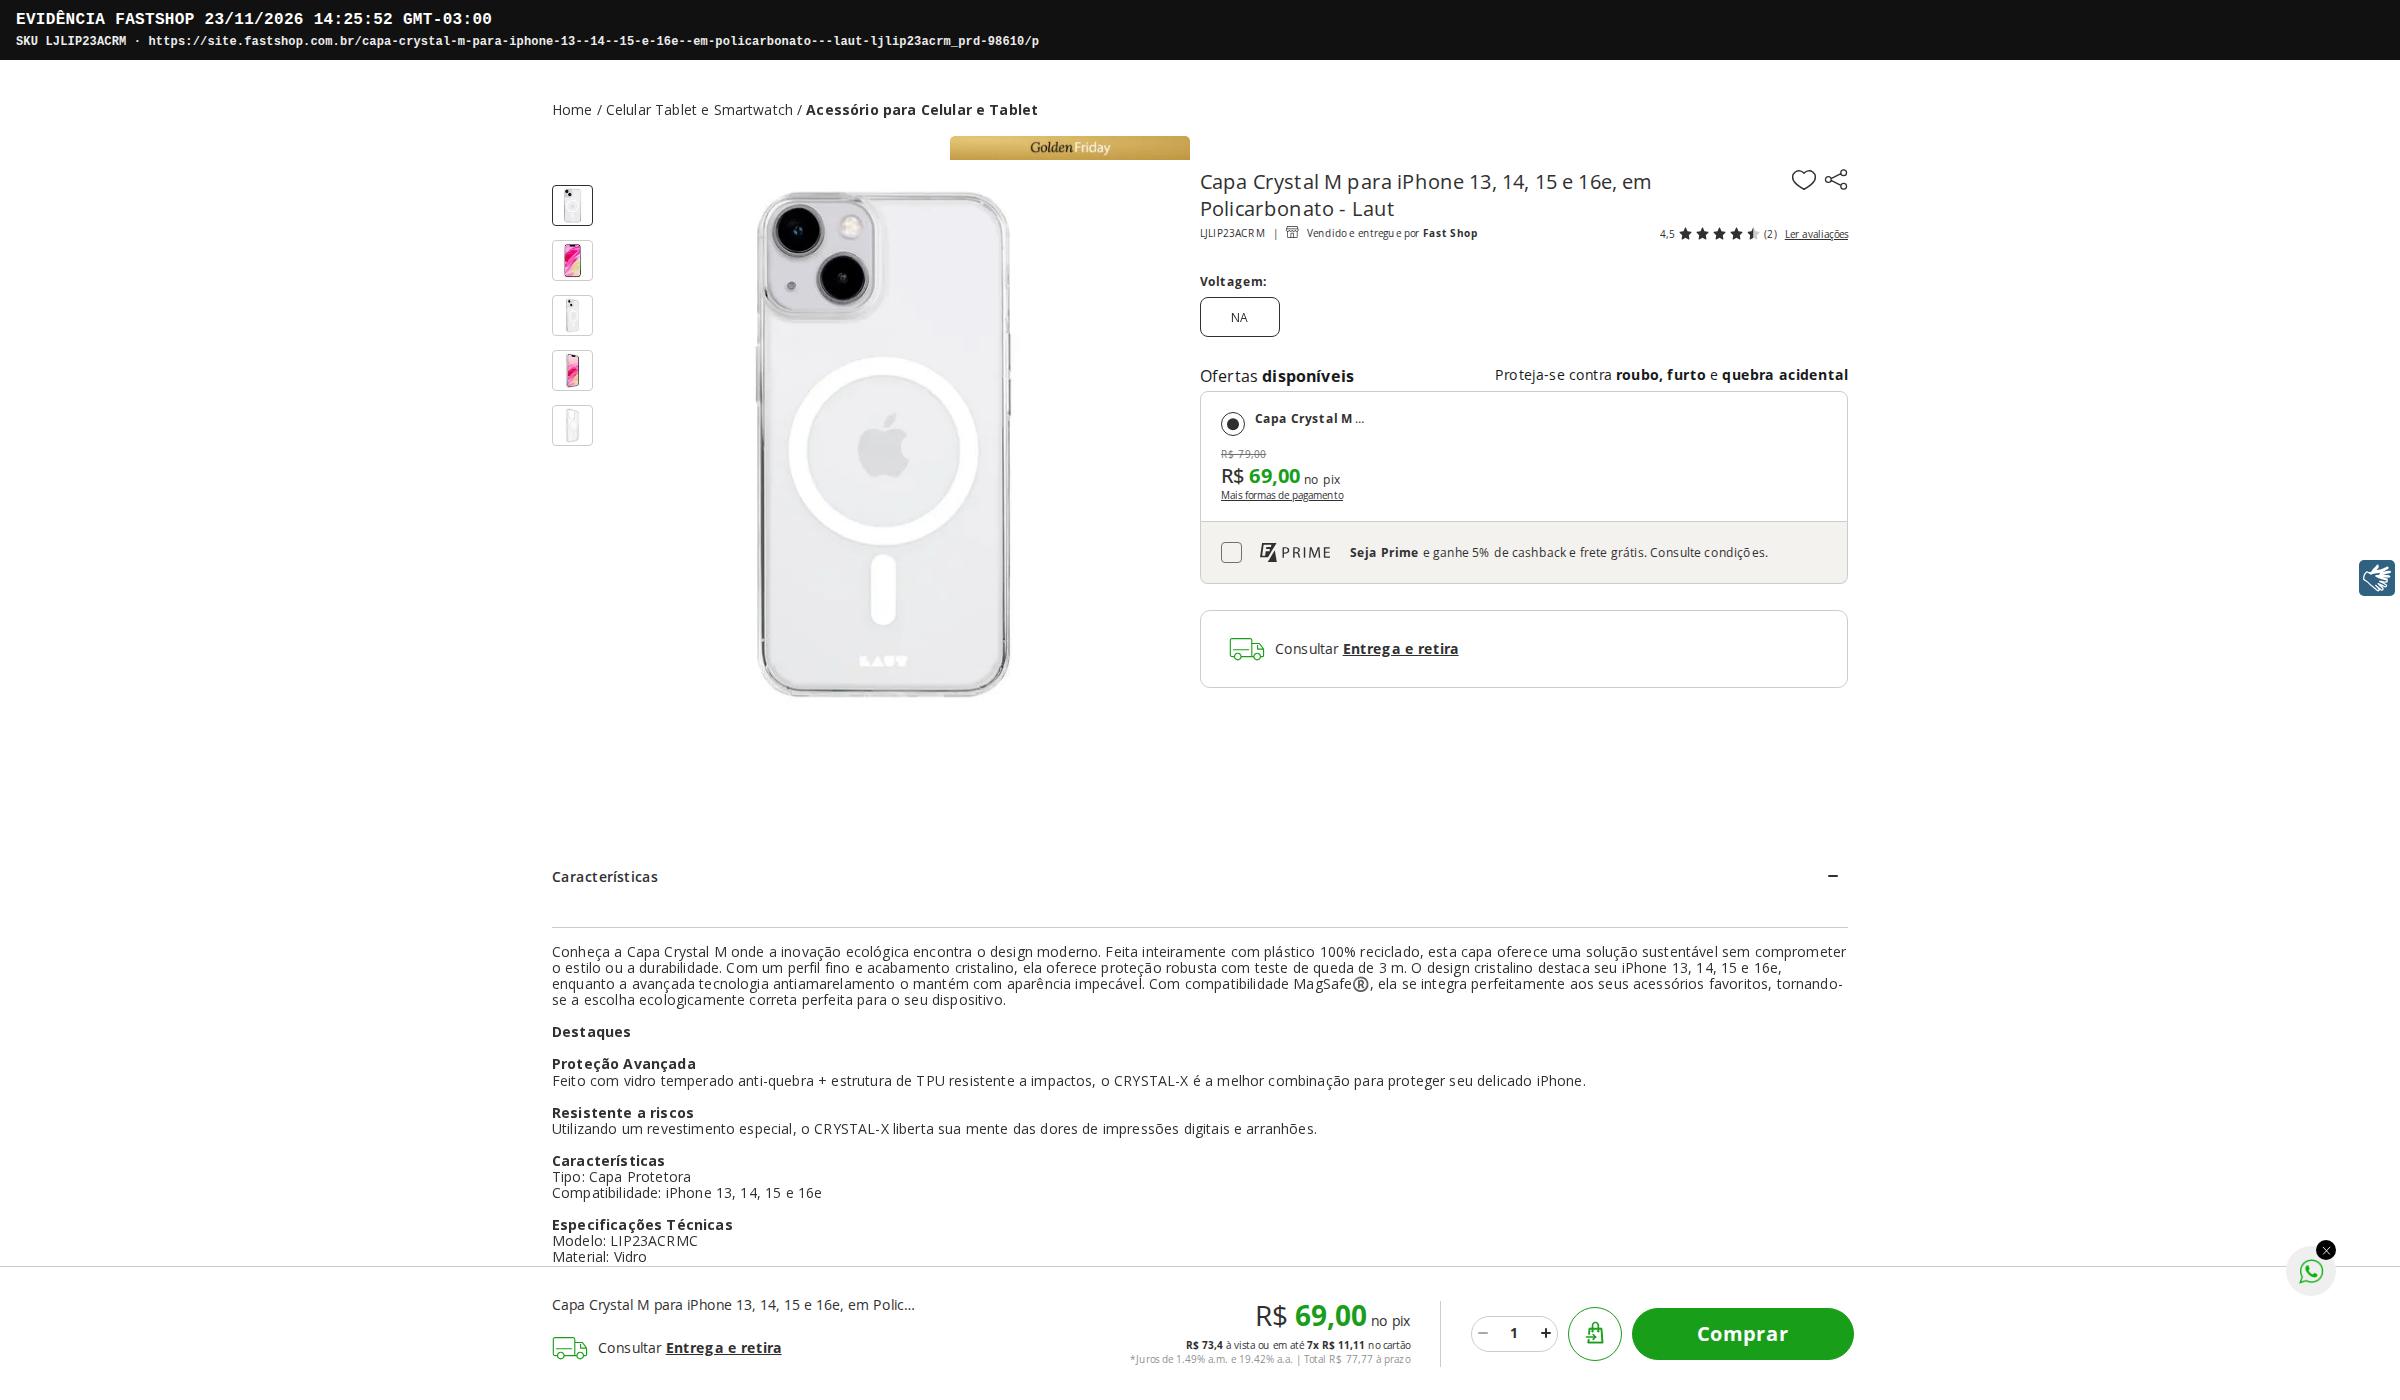 EVIDÊNCIA FASTSHOP 23/11/2026 14:25:52 GMT-03:00
SKU LJLIP23ACRM · https://site.fastshop.com.br/capa-crystal-m-para-iphone-13--14--15-e-16e--em-policarbonato---laut-ljlip23acrm_prd-98610/p
Home / Celular Tablet e Smartwatch / Acessório para Celular e Tablet
Golden Friday
LAUT
Capa Crystal M para iPhone 13, 14, 15 e 16e, em
Policarbonato - Laut
LJLIP23ACRM | Vendido e entregue por Fast Shop
4,5 (2) Ler avaliações
Voltagem:
NA
Ofertas disponíveis
Proteja-se contra roubo, furto e quebra acidental
Capa Crystal M ...
R$ 79,00
R$ 69,00 no pix
Mais formas de pagamento
PRIME Seja Prime e ganhe 5% de cashback e frete grátis. Consulte condições.
Consultar Entrega e retira
Características
Conheça a Capa Crystal M onde a inovação ecológica encontra o design moderno. Feita inteiramente com plástico 100% reciclado, esta capa oferece uma solução sustentável sem comprometer
o estilo ou a durabilidade. Com um perfil fino e acabamento cristalino, ela oferece proteção robusta com teste de queda de 3 m. O design cristalino destaca seu iPhone 13, 14, 15 e 16e,
enquanto a avançada tecnologia antiamarelamento o mantém com aparência impecável. Com compatibilidade MagSafe®, ela se integra perfeitamente aos seus acessórios favoritos, tornando-
se a escolha ecologicamente correta perfeita para o seu dispositivo.
Destaques
Proteção Avançada
Feito com vidro temperado anti-quebra + estrutura de TPU resistente a impactos, o CRYSTAL-X é a melhor combinação para proteger seu delicado iPhone.
Resistente a riscos
Utilizando um revestimento especial, o CRYSTAL-X liberta sua mente das dores de impressões digitais e arranhões.
Características
Tipo: Capa Protetora
Compatibilidade: iPhone 13, 14, 15 e 16e
Especificações Técnicas
Modelo: LIP23ACRMC
Material: Vidro
Capa Crystal M para iPhone 13, 14, 15 e 16e, em Polic...
Consultar Entrega e retira
R$ 69,00 no pix
R$ 73,4 à vista ou em até 7x R$ 11,11 no cartão
*Juros de 1.49% a.m. e 19.42% a.a. | Total R$ 77,77 à prazo
1
Comprar